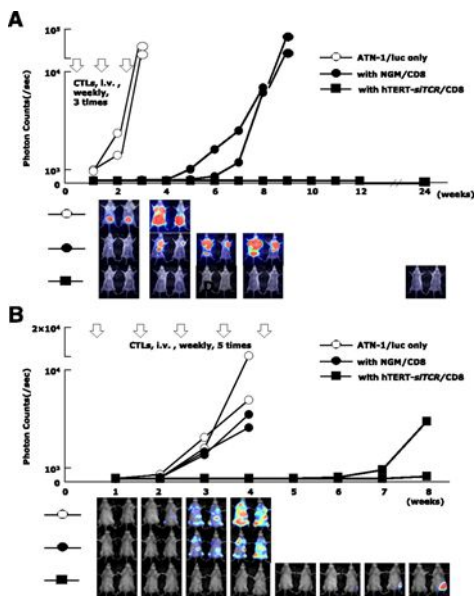 A
10⁵
CTLs, i.v. ,
weekly,
3 times
ATN-1/luc only
with NGM/CD8
with hTERT-siTCR/CD8
10⁴
Photon Counts(/sec)
10³
0
0 2 4 6 8 10 12 24 (weeks)
B
2×10⁴
CTLs, i.v. , weekly, 5 times
ATN-1/luc only
with NGM/CD8
with hTERT-siTCR/CD8
10⁴
Photon Counts(/sec)
10³
0
0 1 2 3 4 5 6 7 8 (weeks)